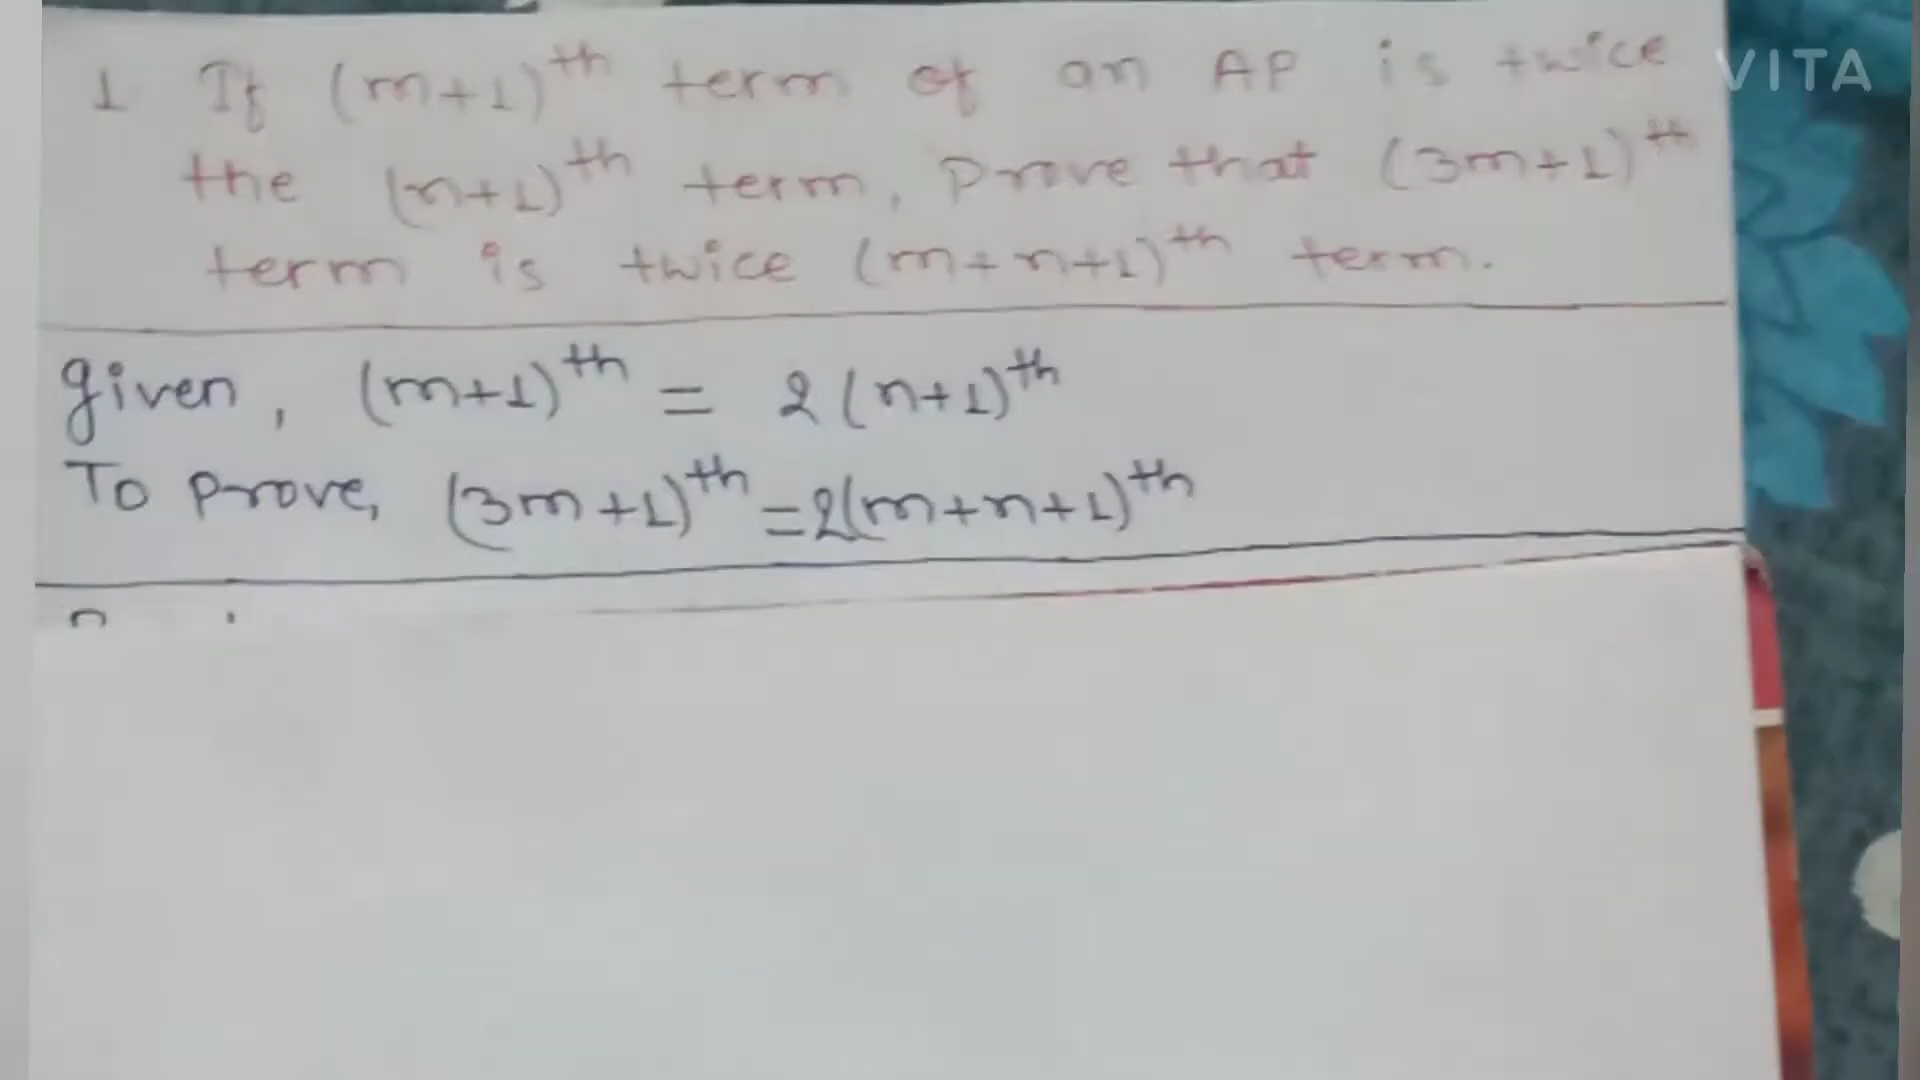 1 If (m+1)th term of an AP is twice
VITA
the (n+1)th term, Prove that (3m+1)th
term is twice (m+n+1)th term.
given, (m+1)th = 2(n+1)th
To prove, (3m+1)th =2(m+n+1)th